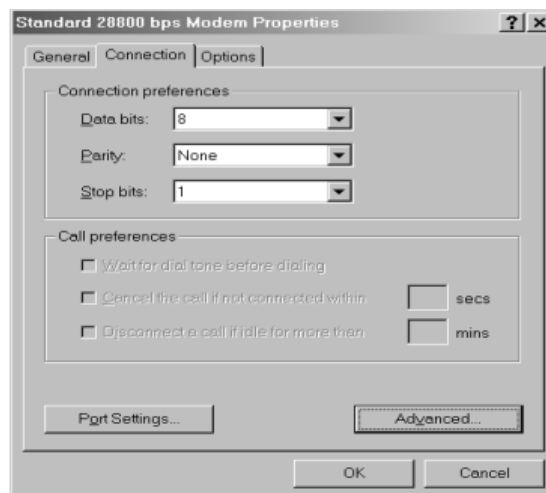 Standard 28800 bps Modem Properties
General Connection Options
Connection preferences
Data bits: 8
Parity: None
Stop bits: 1
Call preferences
Wait for dial tone before dialing
Cancel the call if not connected within secs
Disconnect a call if idle for more than mins
Port Settings... Advanced...
OK Cancel